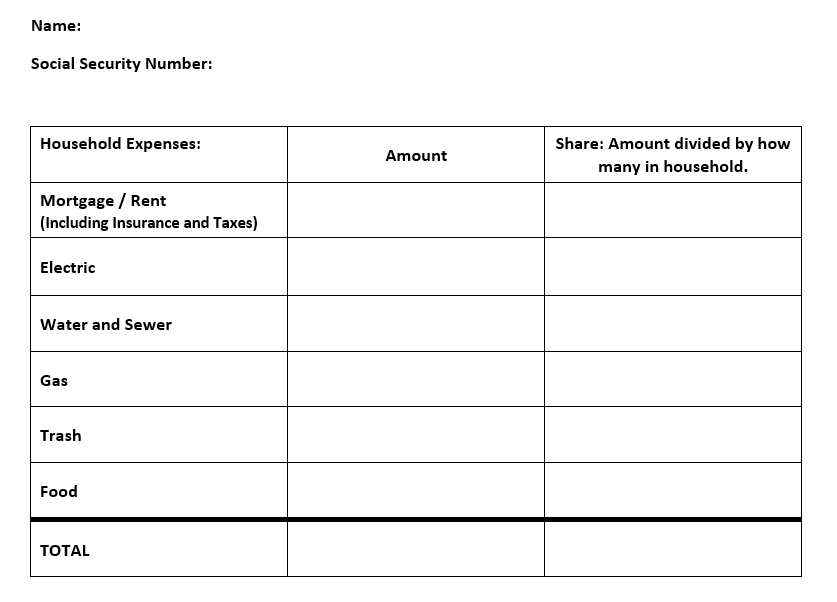 Name:
Social Security Number:
Household Expenses:
Amount
Share: Amount divided by how
many in household.
Mortgage / Rent
(Including Insurance and Taxes)
Electric
Water and Sewer
Gas
Trash
Food
TOTAL